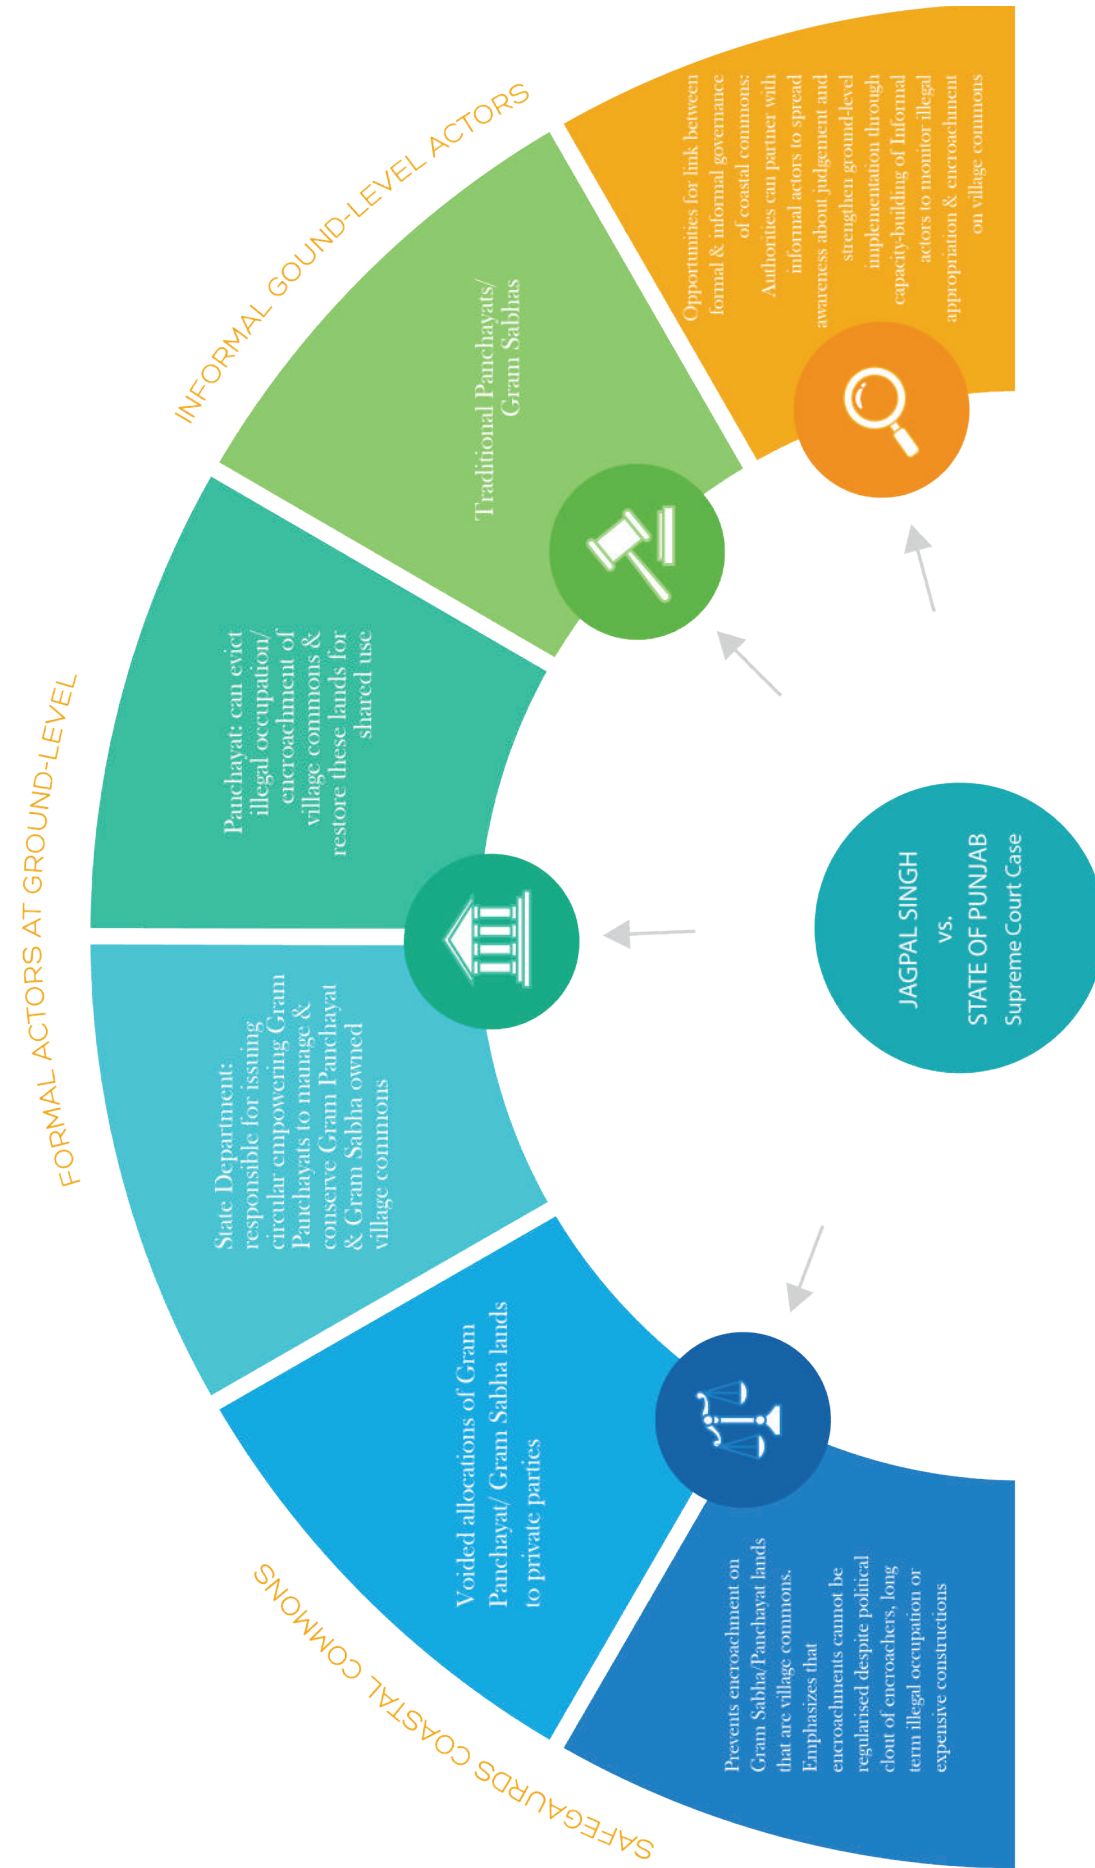 SAFEGAURDS COASTAL COMMONS
FORMAL ACTORS AT GROUND-LEVEL
INFORMAL GOUND-LEVEL ACTORS
Prevents encroachment on
Gram Sabha/Panchayat lands
that are village commons.
Emphasizes that
encroachments cannot be
regularised despite political
clout of encroachers, long
term illegal occupation or
expensive constructions
Voided allocations of Gram
Panchayat/ Gram Sabha lands
to private parties
State Department:
responsible for issuing
circular empowering Gram
Panchayats to manage &
conserve Gram Panchayat
& Gram Sabha owned
village commons
Panchayat: can evict
illegal occupation/
encroachment of
village commons &
restore these lands for
shared use
Traditional Panchayats/
Gram Sabhas
Opportunities for link between
formal & informal governance
of coastal commons:
Authorities can partner with
informal actors to spread
awareness about judgement and
strengthen ground-level
implementation through
capacity-building of Informal
actors to monitor illegal
appropriation & encroachment
on village commons
JAGPAL SINGH
vs.
STATE OF PUNJAB
Supreme Court Case